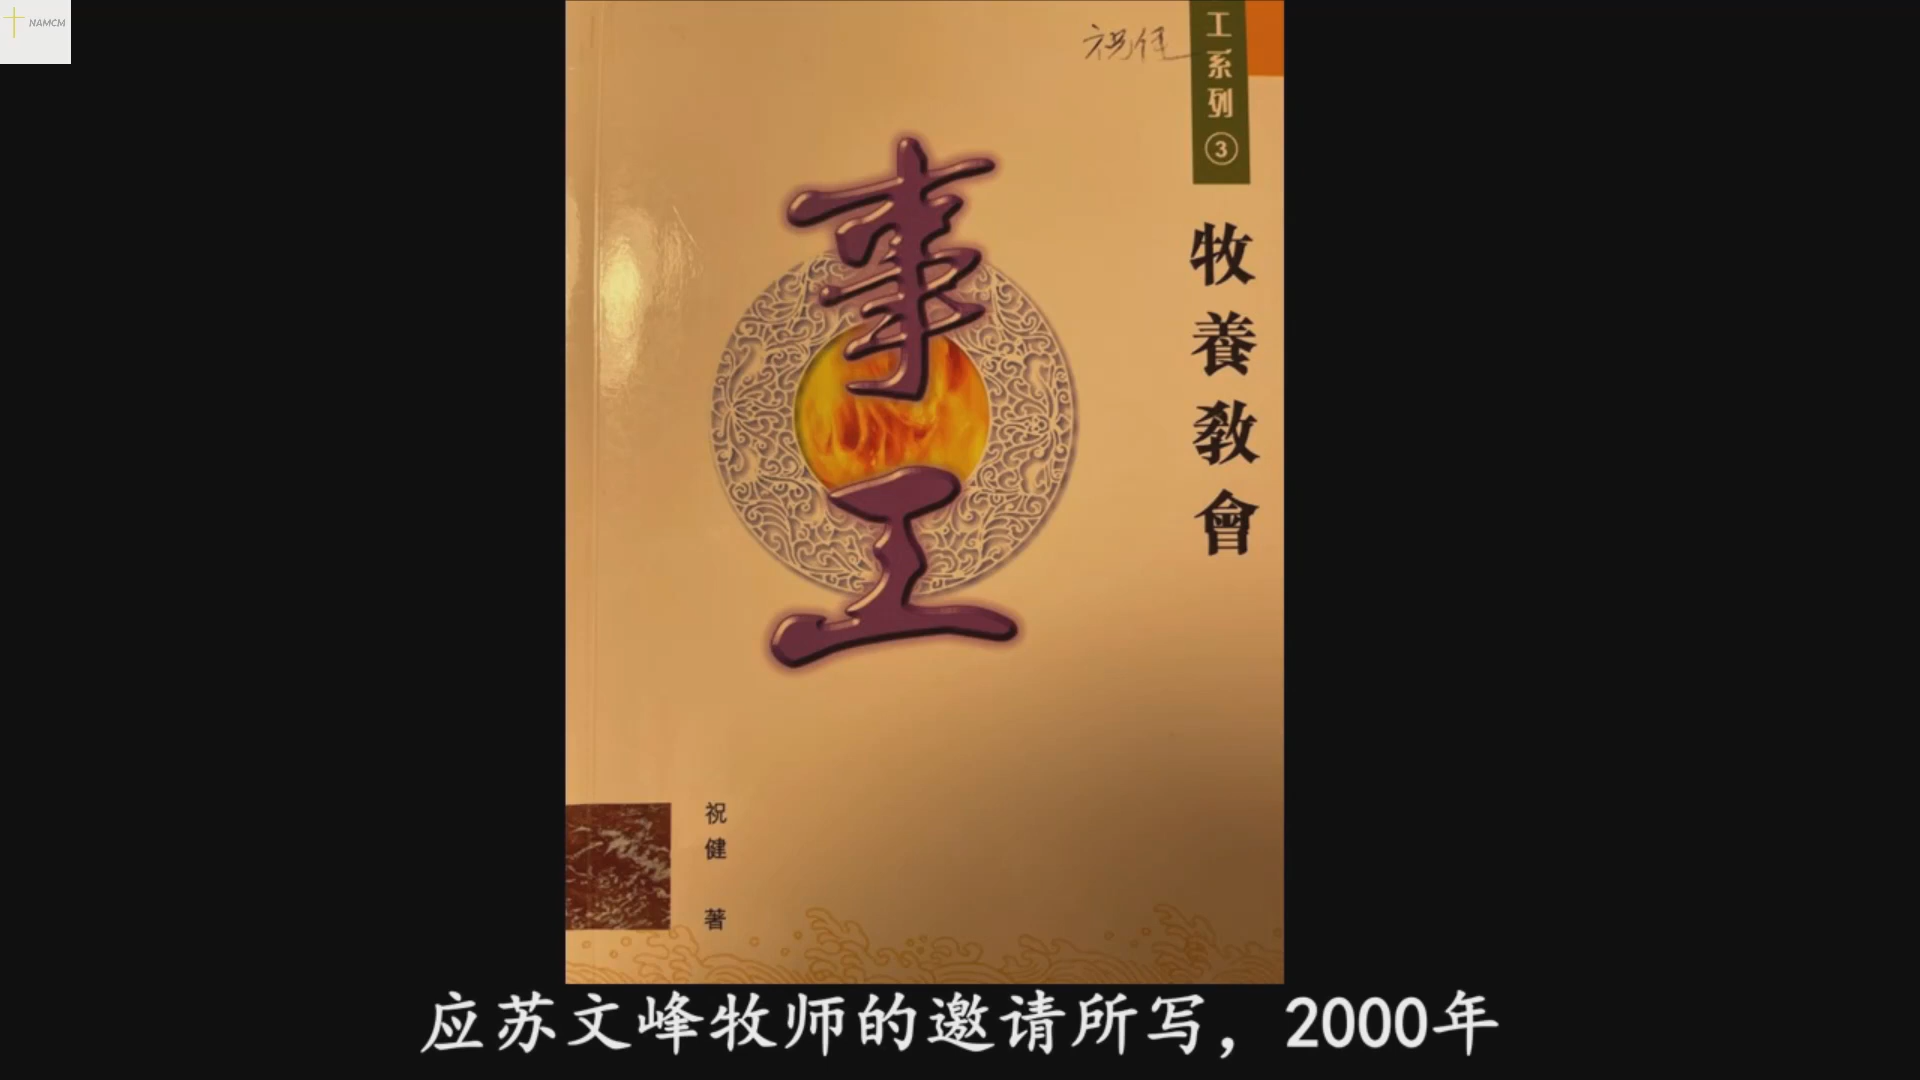 NAMCM
祝健
工系列③
牧養教會
事工
祝健 著
应苏文峰牧师的邀请所写，2000年